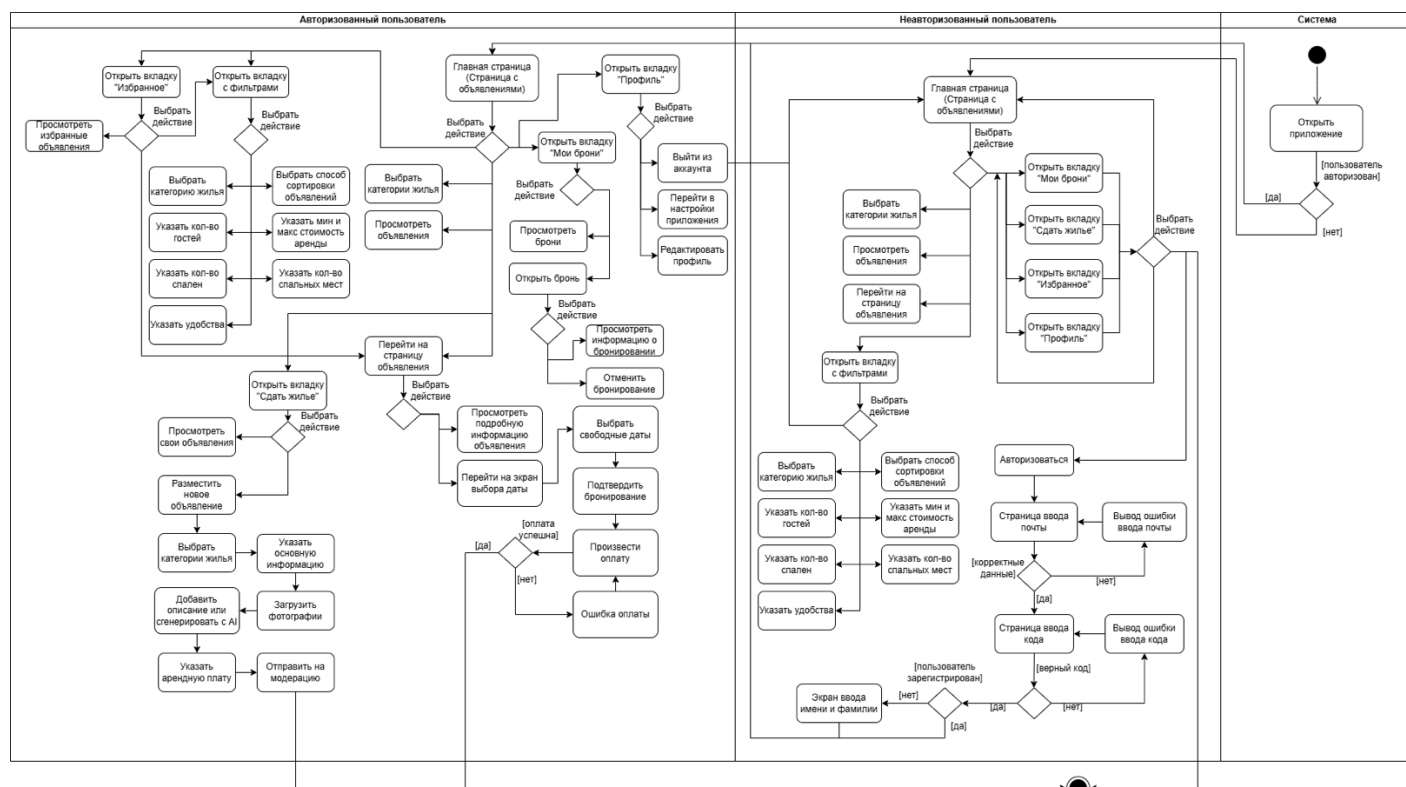 Авторизованный пользователь
Неавторизованный пользователь
Система
Открыть вкладку
"Избранное"
Открыть вкладку
с фильтрами
Главная страница
(Страница с
объявлениями)
Открыть вкладку
"Профиль"
Выбрать
действие
Выбрать
действие
Выбрать
действие
Выбрать
действие
Просмотреть
избранные
объявления
Открыть вкладку
"Мои брони"
Выйти из
аккаунта
Выбрать
категорию жилья
Выбрать способ
сортировки
объявлений
Выбрать
категории жилья
Выбрать
действие
Перейти в
настройки
приложения
Указать кол-во
гостей
Указать мин и
макс стоимость
аренды
Просмотреть
объявления
Просмотреть
брони
Редактировать
профиль
Указать кол-во
спален
Указать кол-во
спальных мест
Открыть бронь
Выбрать
действие
Указать удобства
Перейти на
страницу
объявления
Просмотреть
информацию о
бронировании
Отменить
бронирование
Открыть вкладку
"Сдать жилье"
Выбрать
действие
Выбрать
действие
Просмотреть
свои объявления
Просмотреть
подробную
информацию
объявления
Выбрать
свободные даты
Перейти на экран
выбора даты
Разместить
новое
объявление
Подтвердить
бронирование
Выбрать
категории жилья
Указать
основную
информацию
[да]
[оплата
успешна]
[нет]
Произвести
оплату
Добавить
описание или
сгенерировать с AI
Загрузить
фотографии
Ошибка оплаты
Указать
арендную плату
Отправить на
модерацию
Главная страница
(Страница с
объявлениями)
Выбрать
действие
Открыть вкладку
"Мои брони"
Выбрать
категории жилья
Открыть вкладку
"Сдать жилье"
Выбрать
действие
Просмотреть
объявления
Открыть вкладку
"Избранное"
Перейти на
страницу
объявления
Открыть вкладку
"Профиль"
Открыть вкладку
с фильтрами
Выбрать
действие
Выбрать
категорию жилья
Выбрать способ
сортировки
объявлений
Авторизоваться
Указать кол-во
гостей
Указать мин и
макс стоимость
аренды
Страница ввода
почты
Вывод ошибки
ввода почты
Указать кол-во
спален
Указать кол-во
спальных мест
[корректные
данные]
[нет]
[да]
Указать удобства
Страница ввода
кода
Вывод ошибки
ввода кода
[пользователь
зарегистрирован]
[верный код]
Экран ввода
имени и фамилии
[нет]
[да]
[да]
[нет]
Открыть
приложение
[пользователь
авторизован]
[да]
[нет]